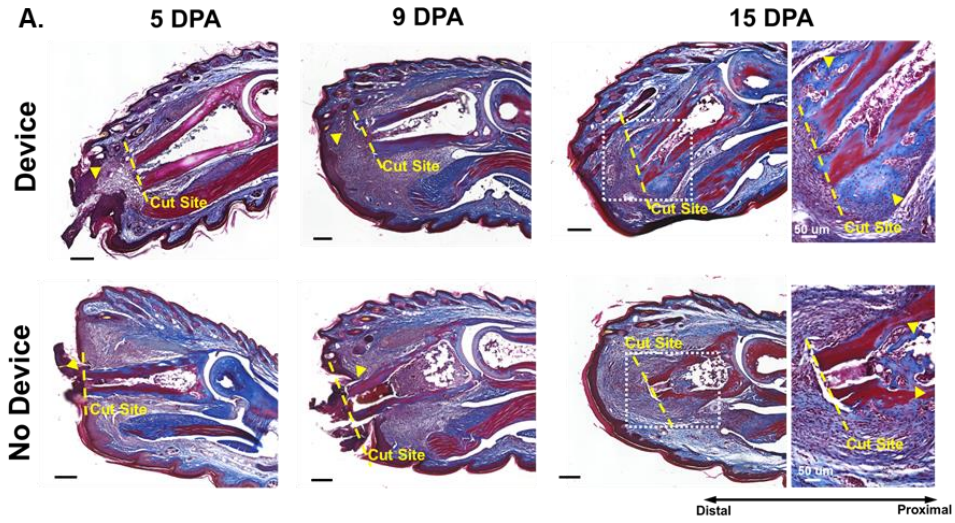 A.
5 DPA
9 DPA
15 DPA
Device
Cut Site
Cut Site
Cut Site
Cut Site
50 um
No Device
Cut Site
Cut Site
Cut Site
Cut Site
50 um
Distal
Proximal